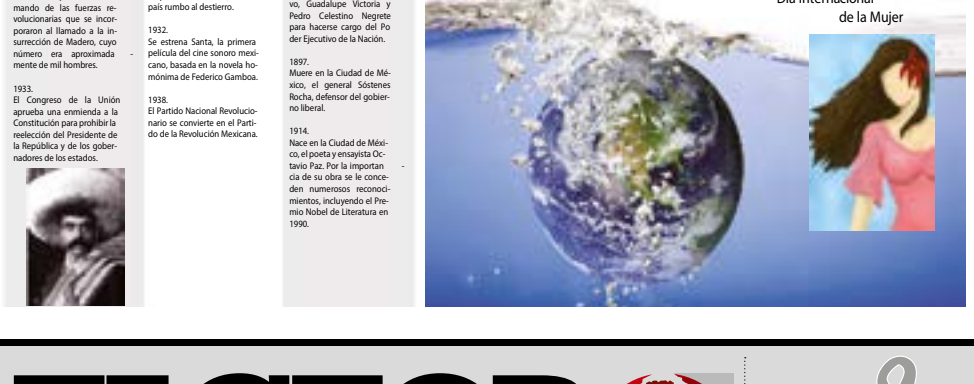 mando de las fuerzas re-
volucionarias que se incor-
poraron al llamado a la in-
surrección de Madero, cuyo
número era aproximada -
mente de mil hombres.
1933.
El Congreso de la Unión
aprueba una enmienda a la
Constitución para prohibir la
reelección del Presidente de
la República y de los gober-
nadores de los estados.
país rumbo al destierro.
1932.
Se estrena Santa, la primera
película del cine sonoro mexi-
cano, basada en la novela ho-
mónima de Federico Gamboa.
1938.
El Partido Nacional Revolucio-
nario se convierte en el Parti-
do de la Revolución Mexicana.
vo, Guadalupe Victoria y
Pedro Celestino Negrete
para hacerse cargo del Po
der Ejecutivo de la Nación.
1897.
Muere en la Ciudad de Mé-
xico, el general Sóstenes
Rocha, defensor del gobier-
no liberal.
1914.
Nace en la Ciudad de Méxi-
co, el poeta y ensayista Oc-
tavio Paz. Por la importan -
cia de su obra se le conce-
den numerosos reconoci-
mientos, incluyendo el Pre-
mio Nobel de Literatura en
1990.
Día Internacional
de la Mujer